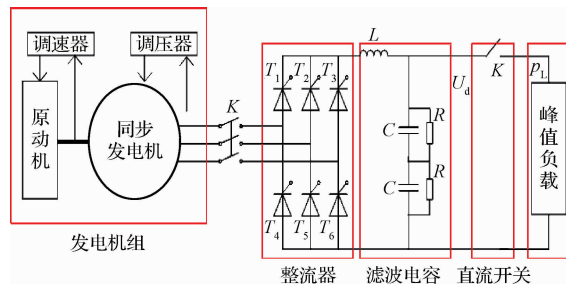 调速器
调压器
原动机
同步发电机
K
发电机组
T1
T2
T3
T4
T5
T6
整流器
L
C
R
C
R
滤波电容
Ud
K
直流开关
pL
峰值负载